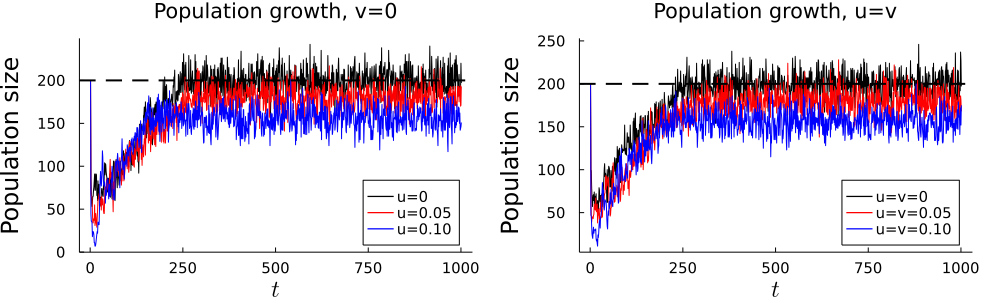 Population growth, v=0
Population size
200
150
100
50
0
0
250
500
750
1000
t
u=0
u=0.05
u=0.10
Population growth, u=v
Population size
250
200
150
100
50
0
250
500
750
1000
t
u=v=0
u=v=0.05
u=v=0.10